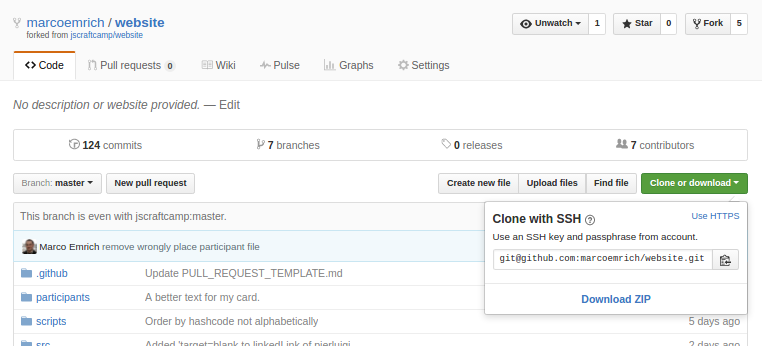 marcoemrich / website
Unwatch 1 Star 0 Fork 5
forked from jscraftcamp/website
Code Pull requests 0 Wiki Pulse Graphs Settings
No description or website provided. — Edit
124 commits 7 branches 0 releases 7 contributors
Branch: master New pull request Create new file Upload files Find file Clone or download
This branch is even with jscraftcamp:master.
Clone with SSH ? Use HTTPS
Use an SSH key and passphrase from account.
git@github.com:marcoemrich/website.git
Download ZIP
Marco Emrich remove wrongly place participant file
.github Update PULL_REQUEST_TEMPLATE.md
participants A better text for my card.
scripts Order by hashcode not alphabetically 5 days ago
src Added 'target=blank to linkedLink of pierluigi 2 days ago